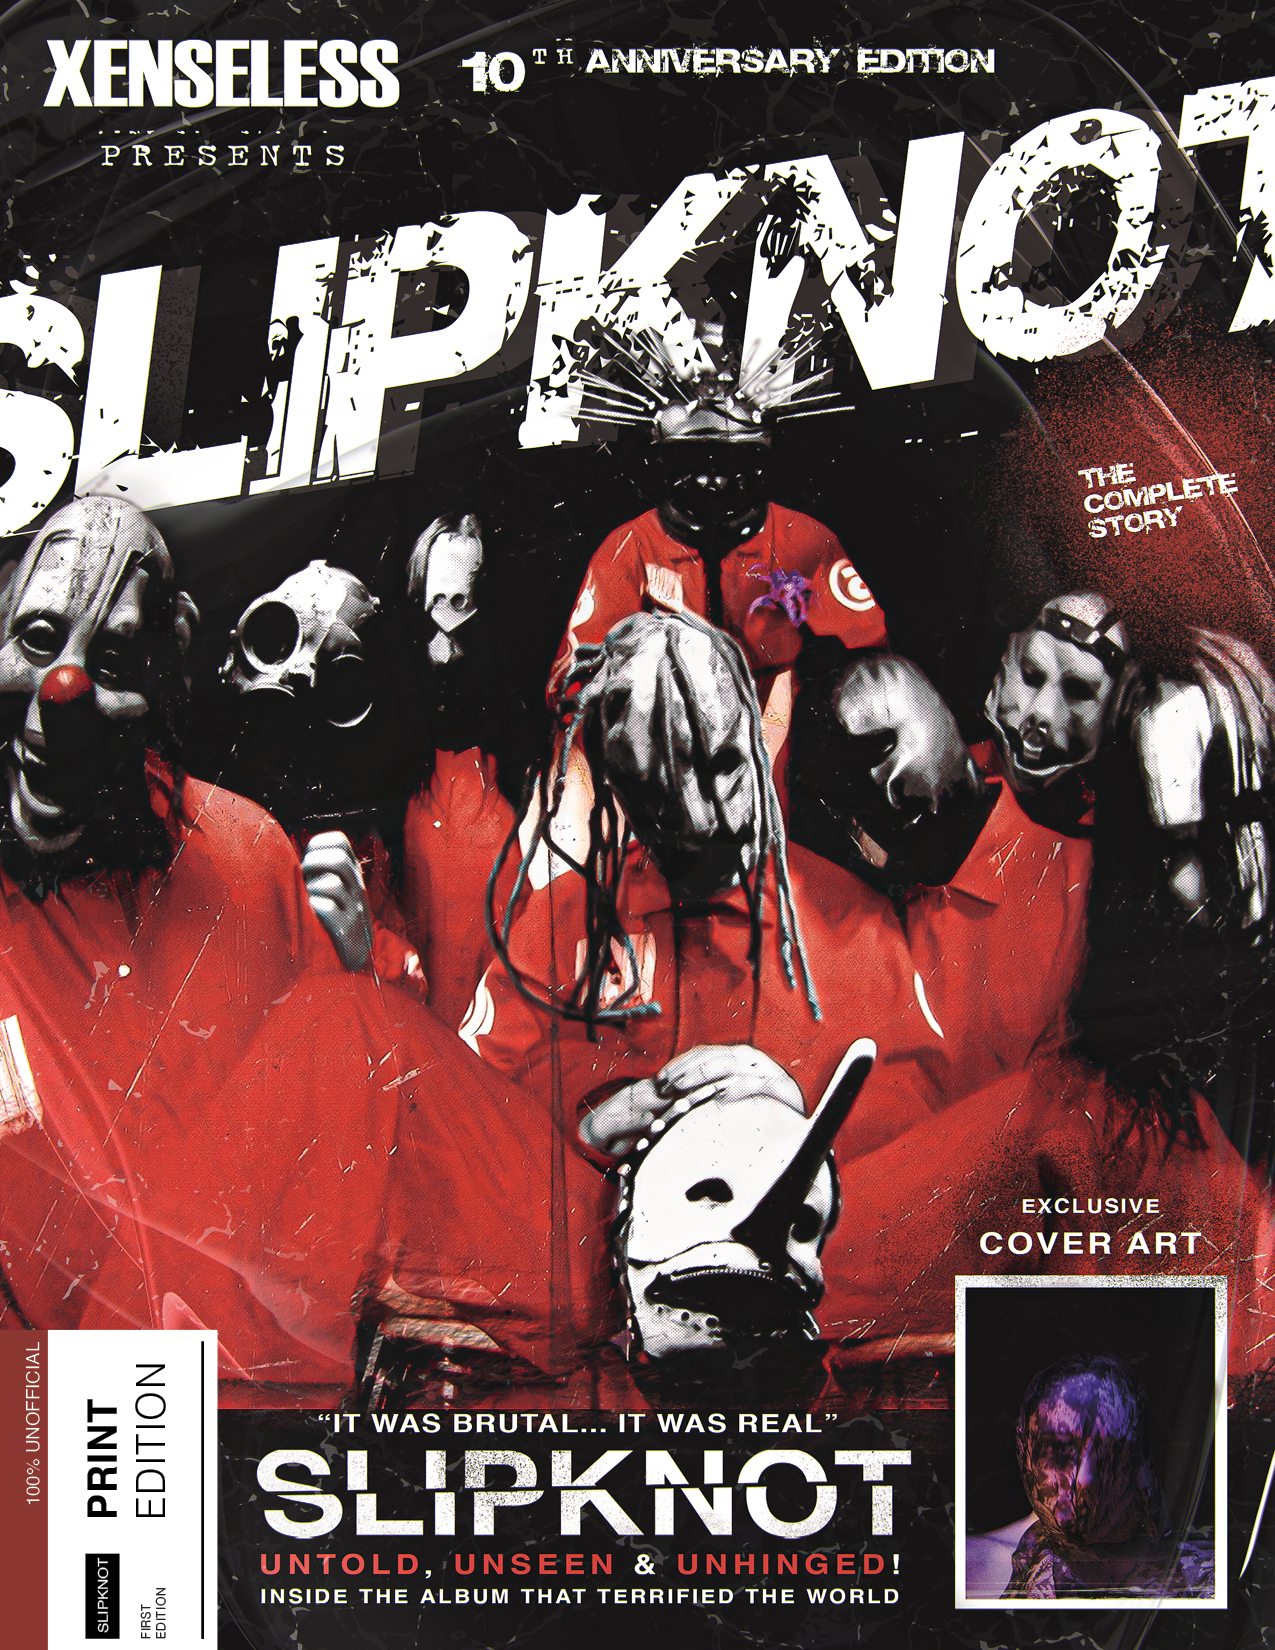 XENSELESS
PRESENTS
10TH ANNIVERSARY EDITION
SLIPKNOT
THE
COMPLETE
STORY
EXCLUSIVE
COVER ART
100% UNOFFICIAL
PRINT
EDITION
SLIPKNOT
FIRST
EDITION
“IT WAS BRUTAL... IT WAS REAL”
SLIPKNOT
UNTOLD, UNSEEN & UNHINGED!
INSIDE THE ALBUM THAT TERRIFIED THE WORLD